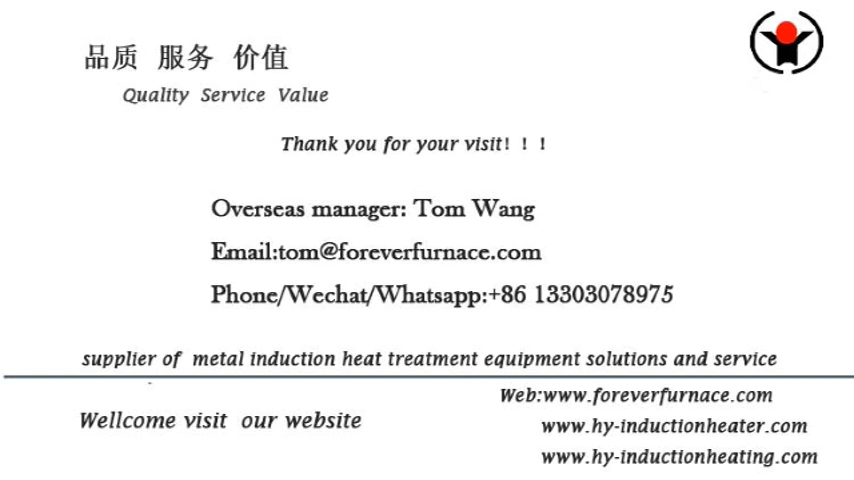 品质 服务 价值
Quality Service Value
Thank you for your visit！！！
Overseas manager: Tom Wang
Email:tom@foreverfurnace.com
Phone/Wechat/Whatsapp:+86 13303078975
supplier of metal induction heat treatment equipment solutions and service
Web:www.foreverfurnace.com
Wellcome visit our website
www.hy-inductionheater.com
www.hy-inductionheating.com